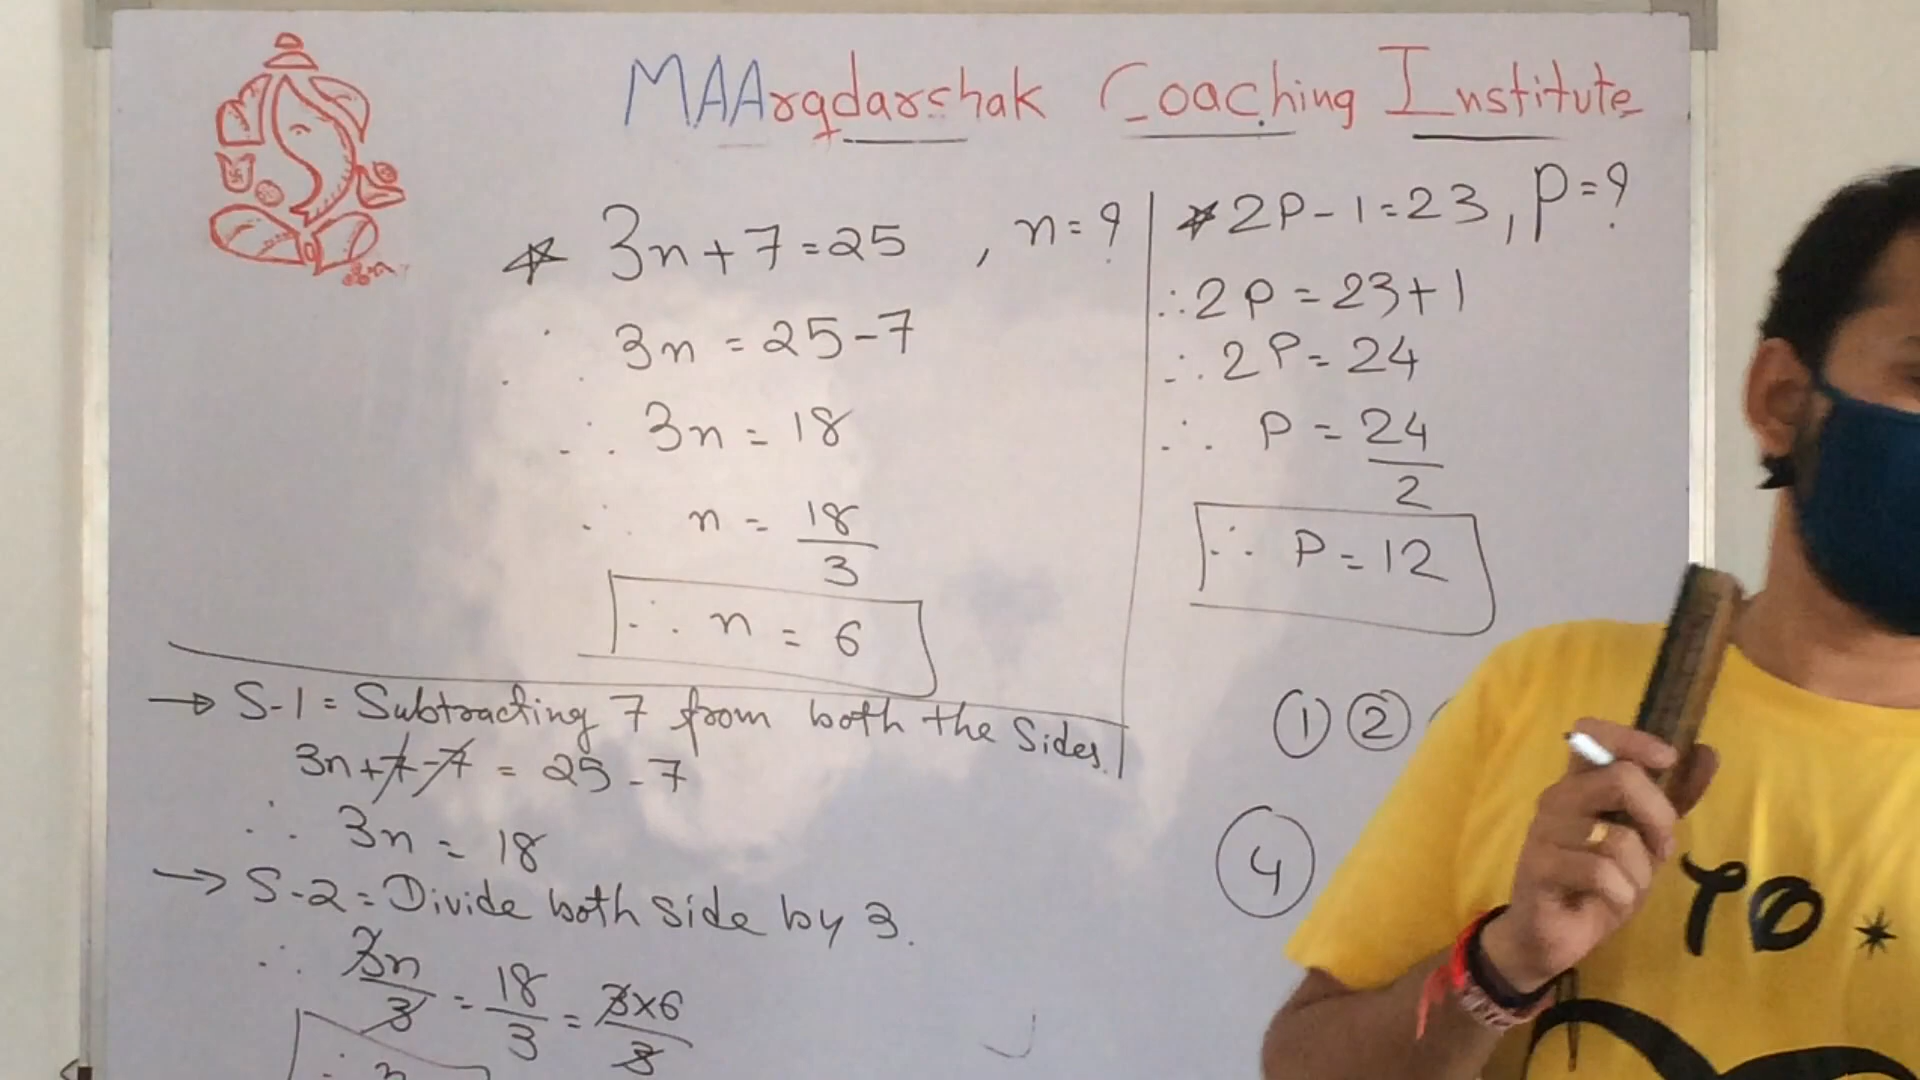 MAArgdarshak Coaching Institute
* 3n + 7 = 25 , n = ?
∴ 3n = 25 - 7
∴ 3n = 18
∴ n = 18/3
∴ n = 6
* 2P - 1 = 23, P = ?
∴ 2P = 23 + 1
∴ 2P = 24
∴ P = 24/2
∴ P = 12
→ S-1 = Subtracting 7 from both the Sides.
3n + 7 - 7 = 25 - 7
∴ 3n = 18
→ S-2 = Divide both side by 3.
∴ 3n/3 = 18/3 = 3×6/3
∴ n
① ②
④
TO